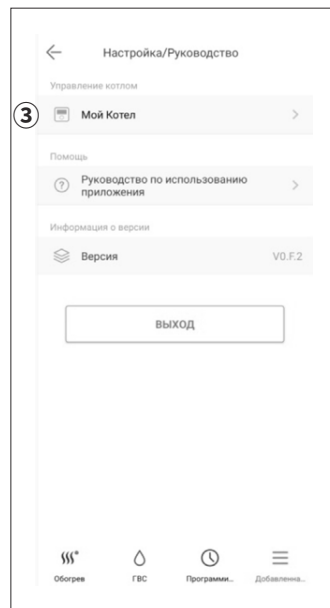 Настройка/Руководство
Управление котлом
③ Мой Котел
Помощь
? Руководство по использованию
приложения
Информация о версии
Версия V0.F.2
ВЫХОД
Обогрев ГВС Программи... Добавленна...